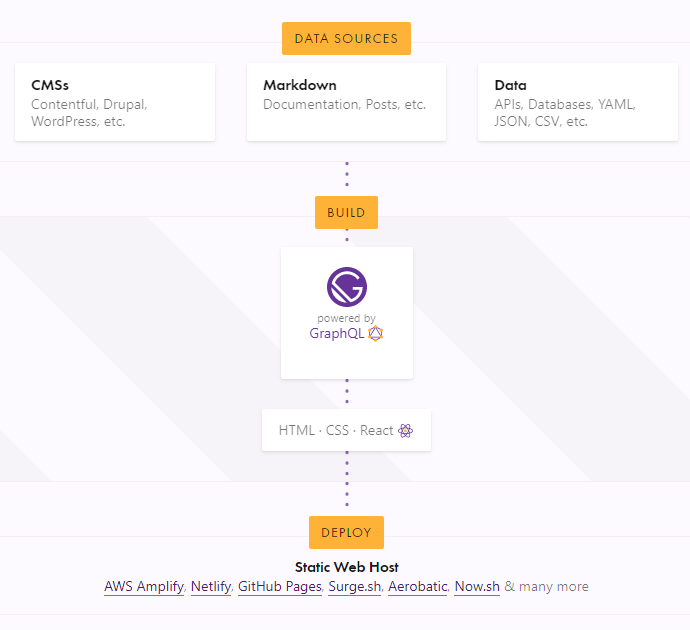 DATA SOURCES
CMSs
Contentful, Drupal,
WordPress, etc.
Markdown
Documentation, Posts, etc.
Data
APIs, Databases, YAML,
JSON, CSV, etc.
BUILD
powered by
GraphQL
HTML · CSS · React
DEPLOY
Static Web Host
AWS Amplify, Netlify, GitHub Pages, Surge.sh, Aerobatic, Now.sh & many more